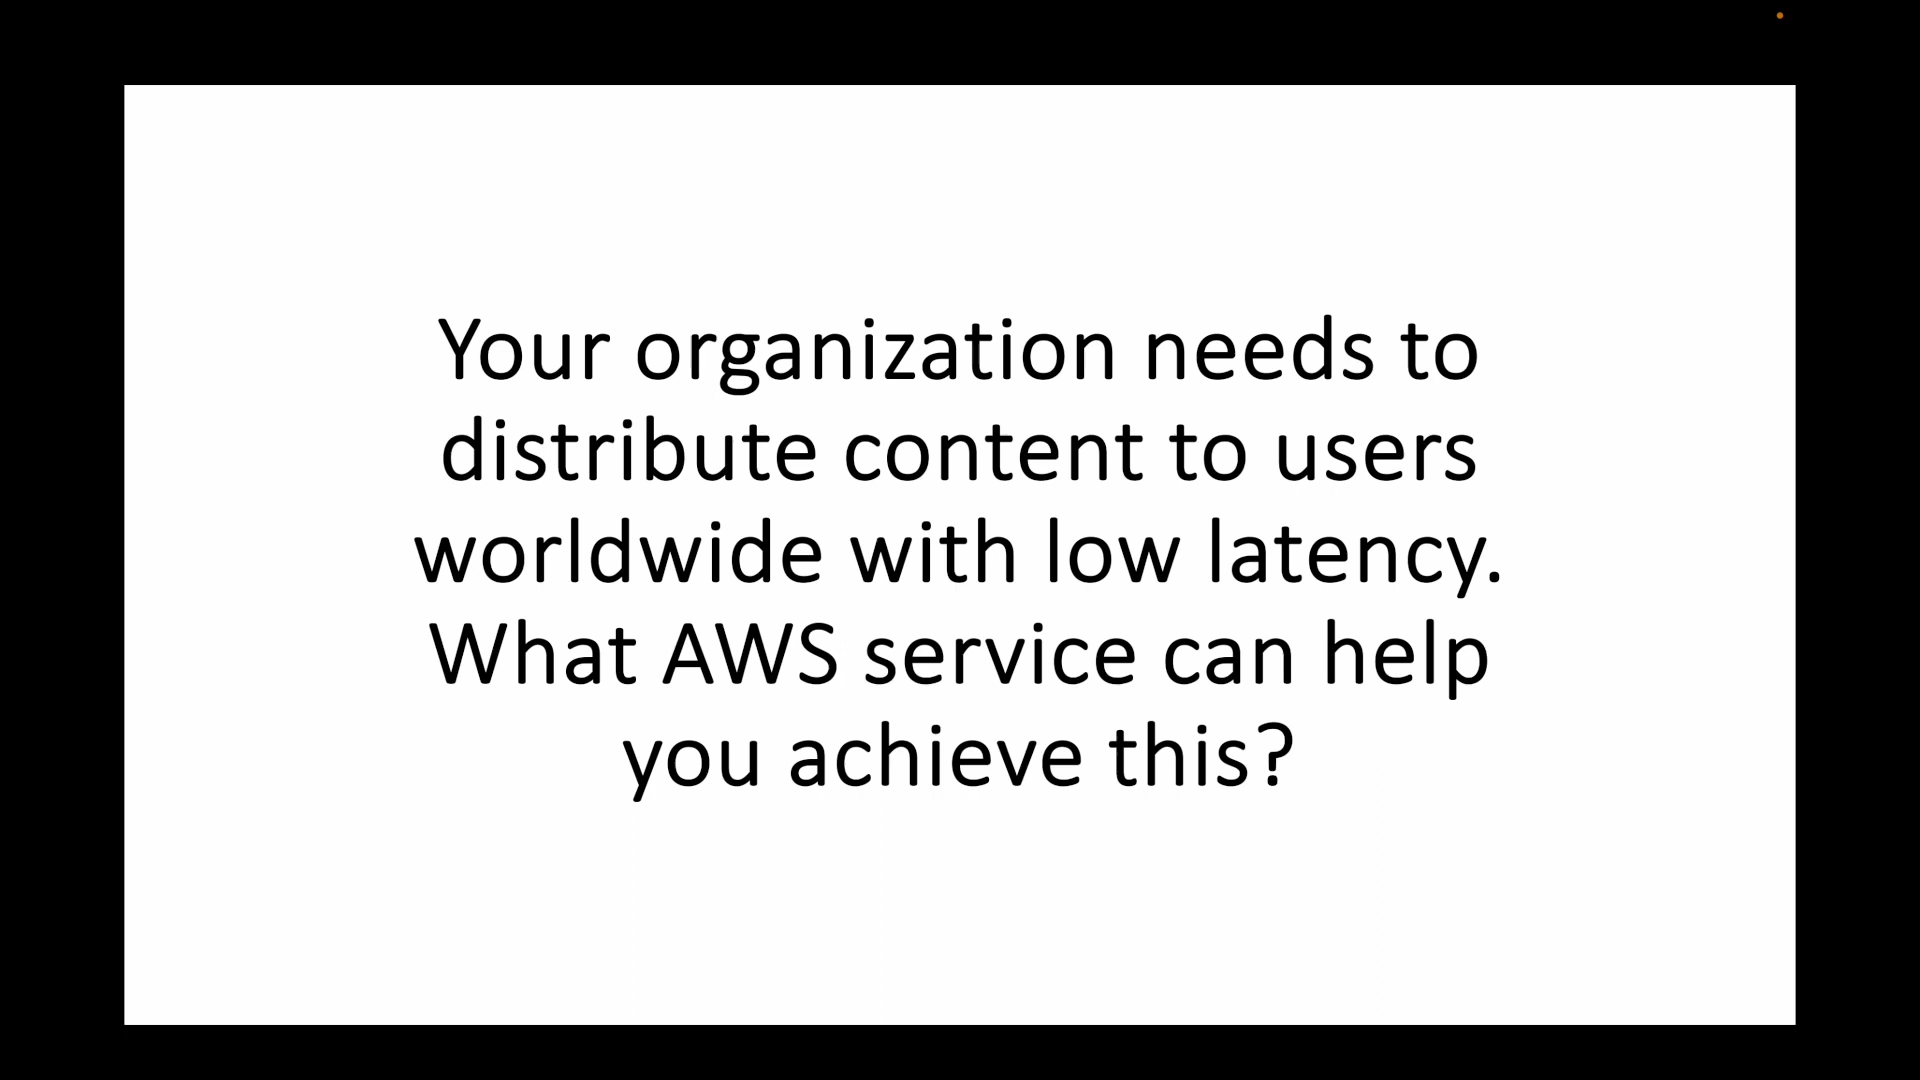 Your organization needs to
distribute content to users
worldwide with low latency.
What AWS service can help
you achieve this?